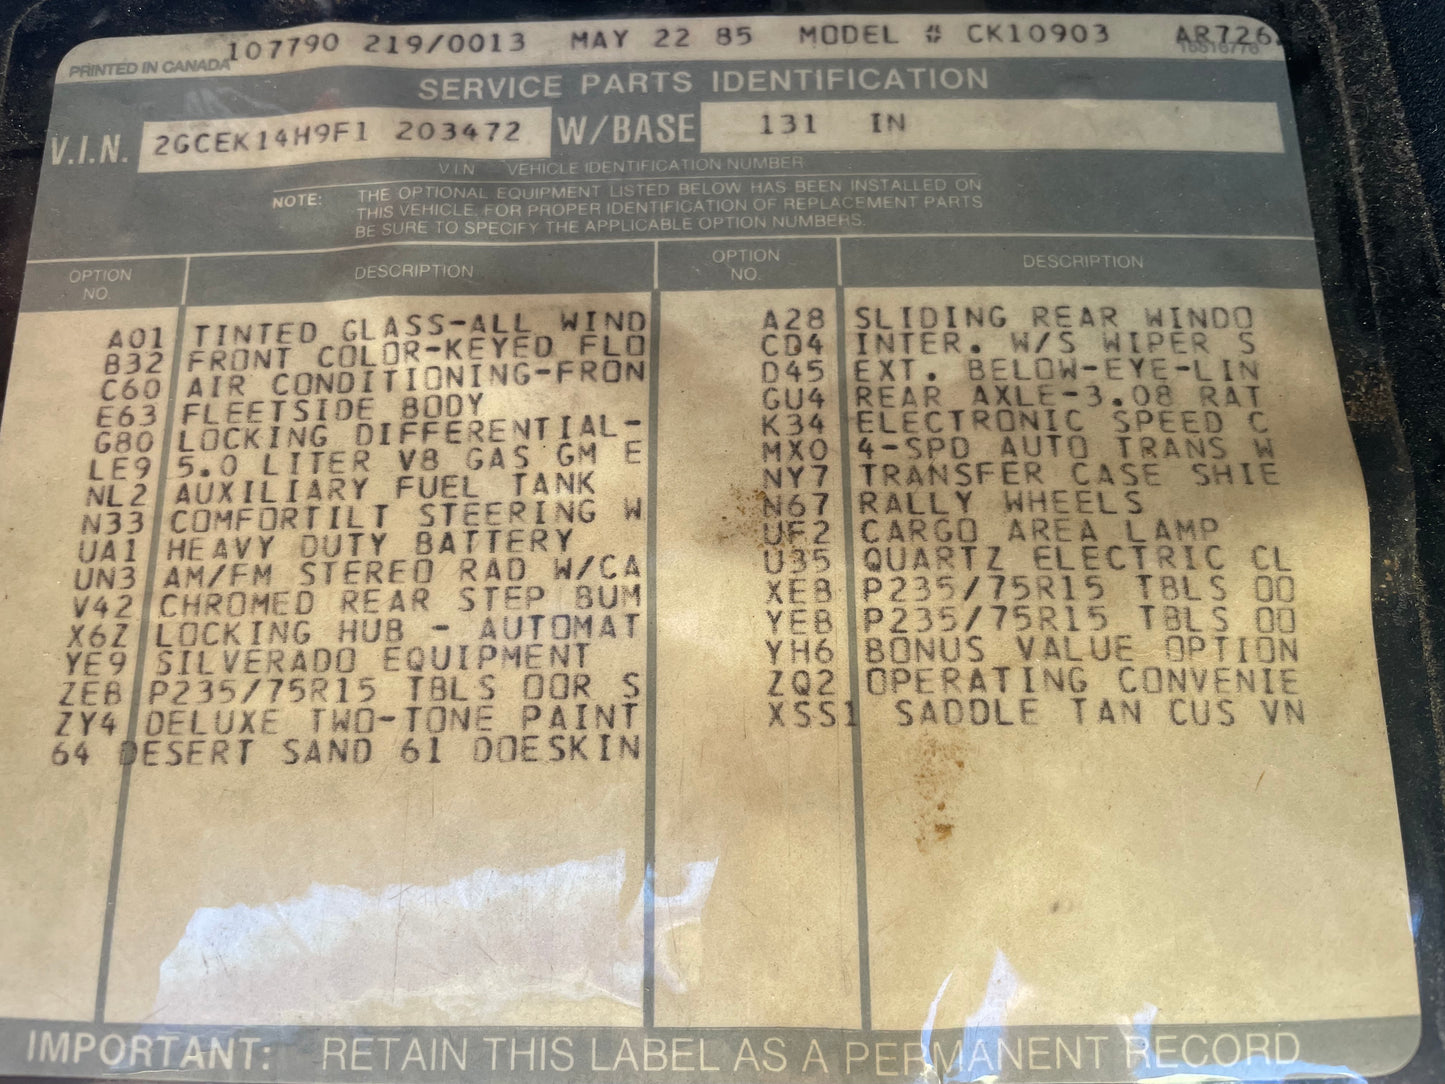 107790 219/0013 MAY 22 85 MODEL # CK10903 AR726
PRINTED IN CANADA
SERVICE PARTS IDENTIFICATION
V.I.N. 2GCEK14H9F1 203472 W/BASE 131 IN
V.I.N. VEHICLE IDENTIFICATION NUMBER
NOTE: THE OPTIONAL EQUIPMENT LISTED BELOW HAS BEEN INSTALLED ON
THIS VEHICLE. FOR PROPER IDENTIFICATION OF REPLACEMENT PARTS
BE SURE TO SPECIFY THE APPLICABLE OPTION NUMBERS.
OPTION NO. DESCRIPTION
A01 TINTED GLASS-ALL WIND
B32 FRONT COLOR-KEYED FLO
C60 AIR CONDITIONING-FRON
E63 FLEETSIDE BODY
G80 LOCKING DIFFERENTIAL-
LE9 5.0 LITER V8 GAS GM E
NL2 AUXILIARY FUEL TANK
N33 COMFORTILT STEERING W
UA1 HEAVY DUTY BATTERY
UN3 AM/FM STEREO RAD W/CA
V42 CHROMED REAR STEP BUM
X6Z LOCKING HUB - AUTOMAT
YE9 SILVERADO EQUIPMENT
ZE8 P235/75R15 TBLS OOR S
ZY4 DELUXE TWO-TONE PAINT
64 DESERT SAND 61 DOESKIN
OPTION NO. DESCRIPTION
A28 SLIDING REAR WINDO
CD4 INTER. W/S WIPER S
D45 EXT. BELOW-EYE-LIN
GU4 REAR AXLE-3.08 RAT
K34 ELECTRONIC SPEED C
MX0 4-SPD AUTO TRANS W
NY7 TRANSFER CASE SHIE
N67 RALLY WHEELS
UF2 CARGO AREA LAMP
U35 QUARTZ ELECTRIC CL
XE8 P235/75R15 TBLS OO
YE8 P235/75R15 TBLS OO
YH6 BONUS VALUE OPTION
ZQ2 OPERATING CONVENIE
XSS1 SADDLE TAN CUS VN
IMPORTANT: RETAIN THIS LABEL AS A PERMANENT RECORD